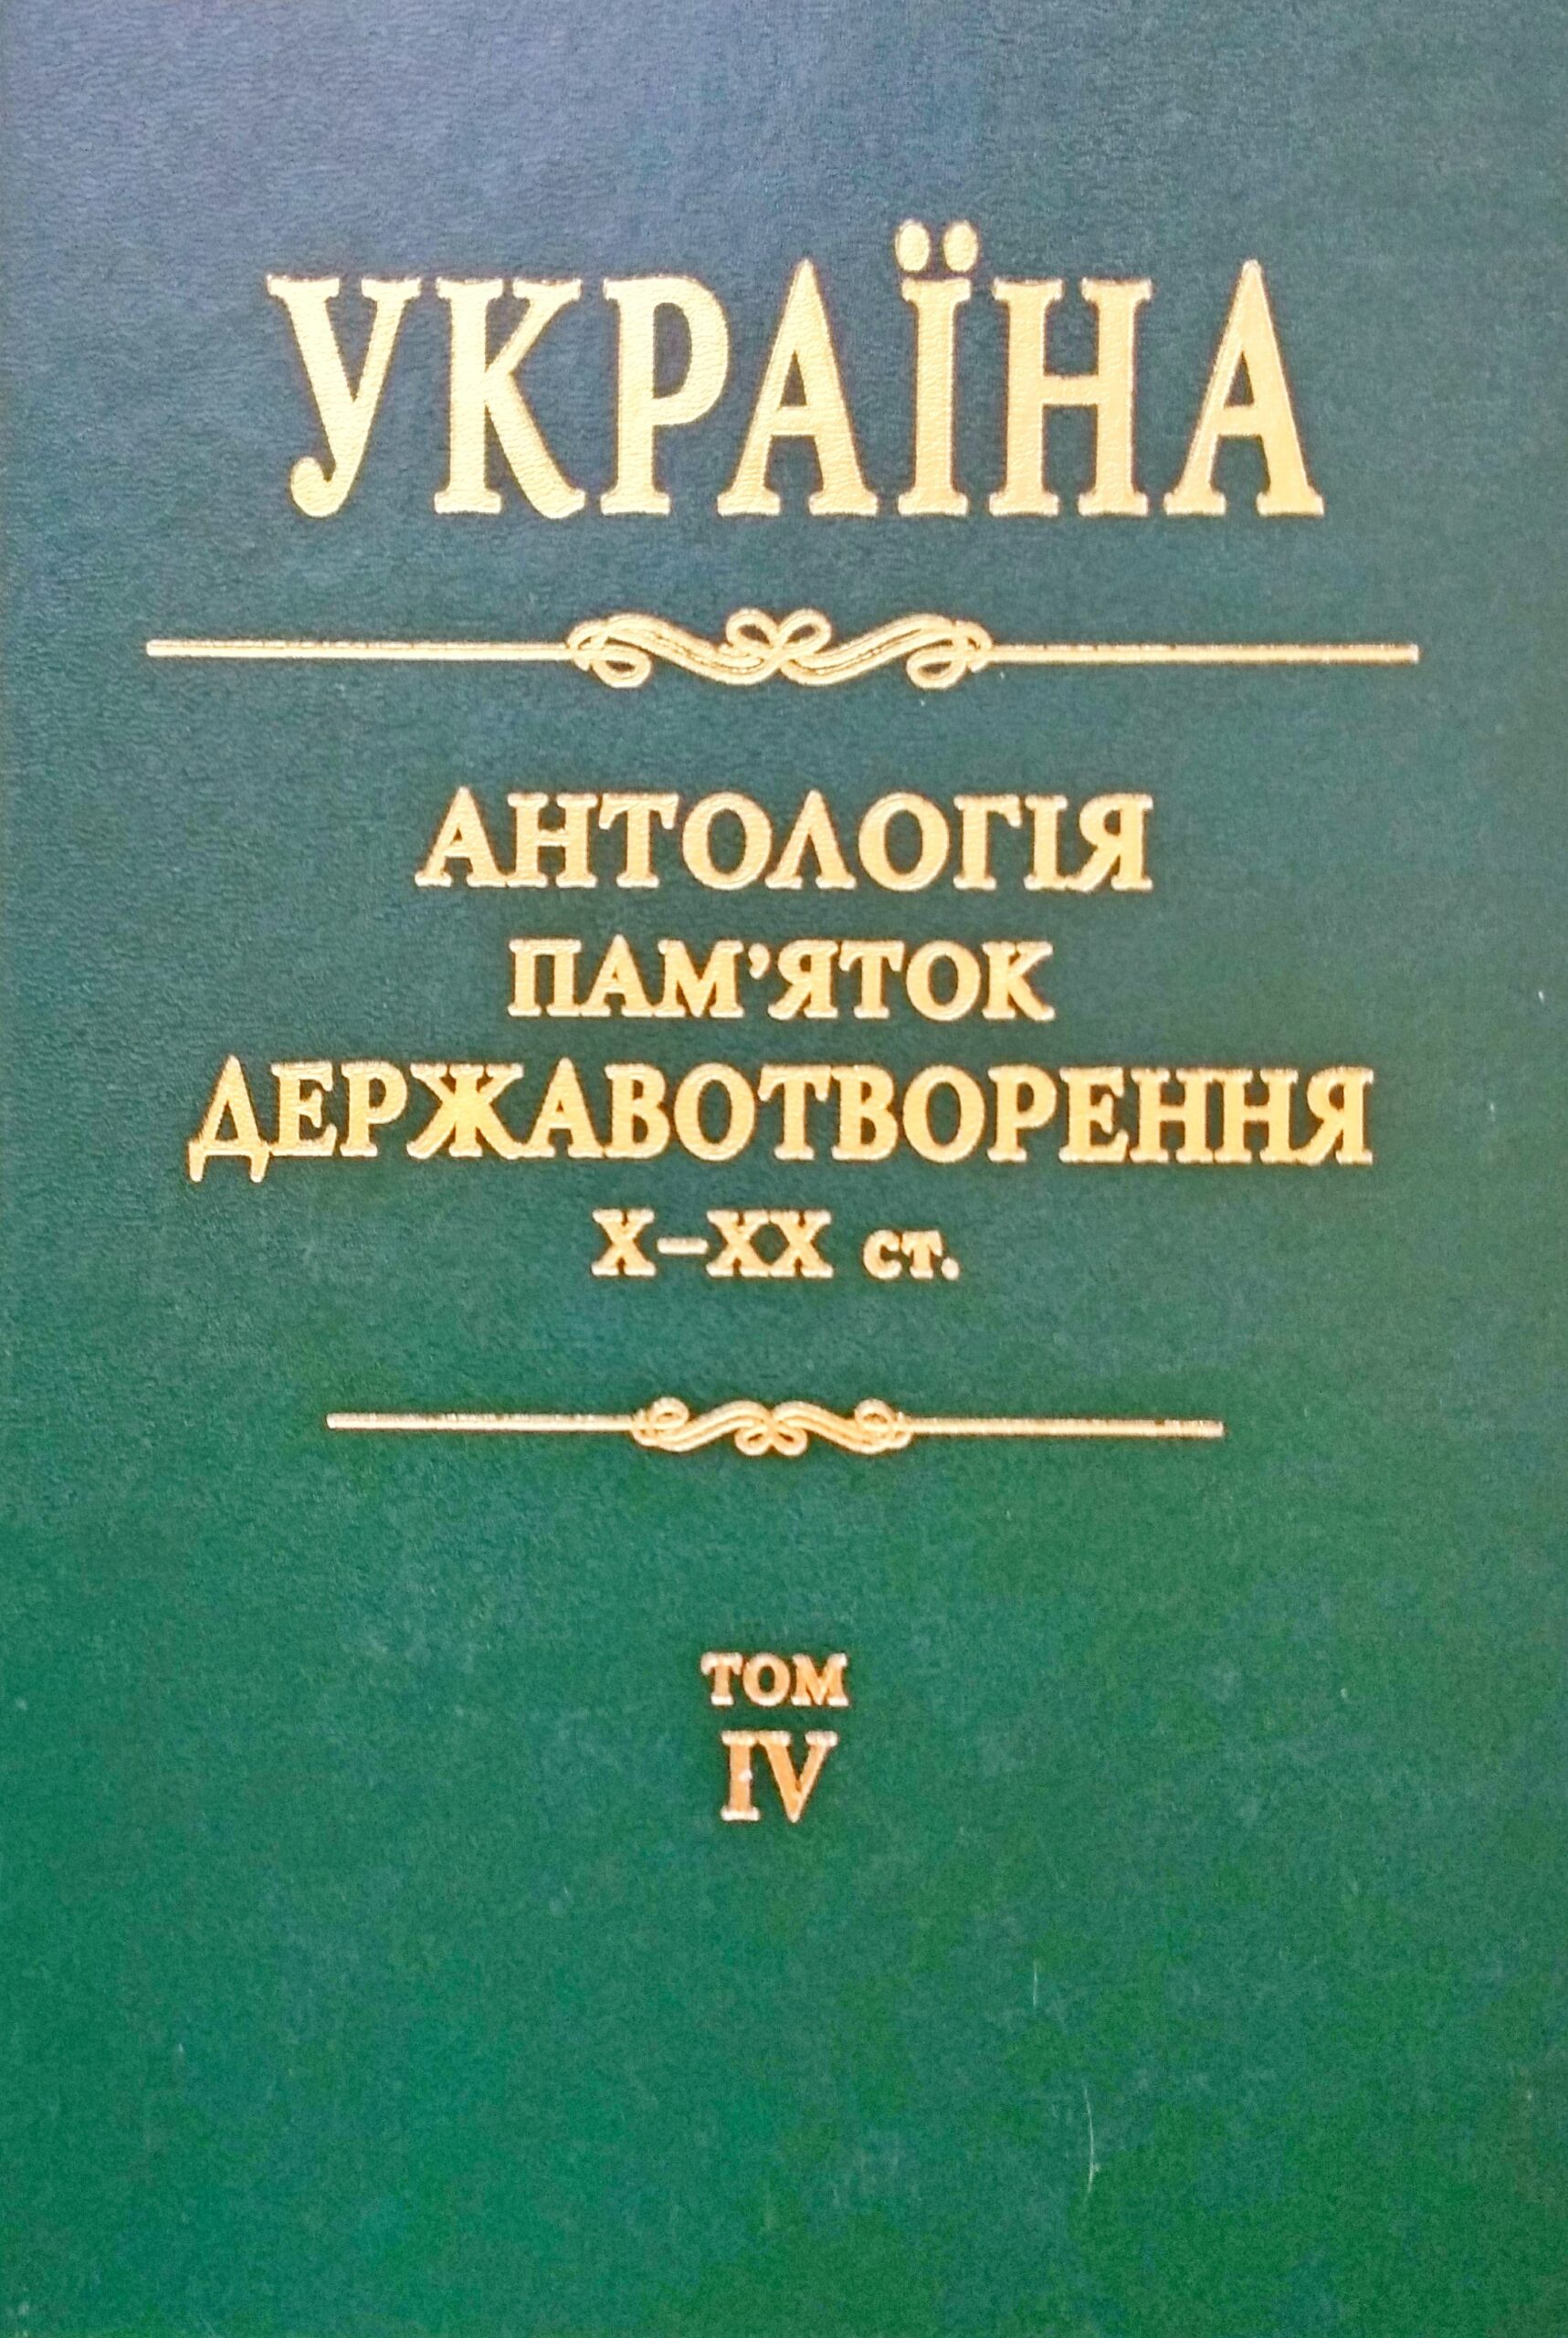 УКРАЇНА
АНТОЛОГІЯ
ПАМ’ЯТОК
ДЕРЖАВОТВОРЕННЯ
X–XX ст.
ТОМ
IV